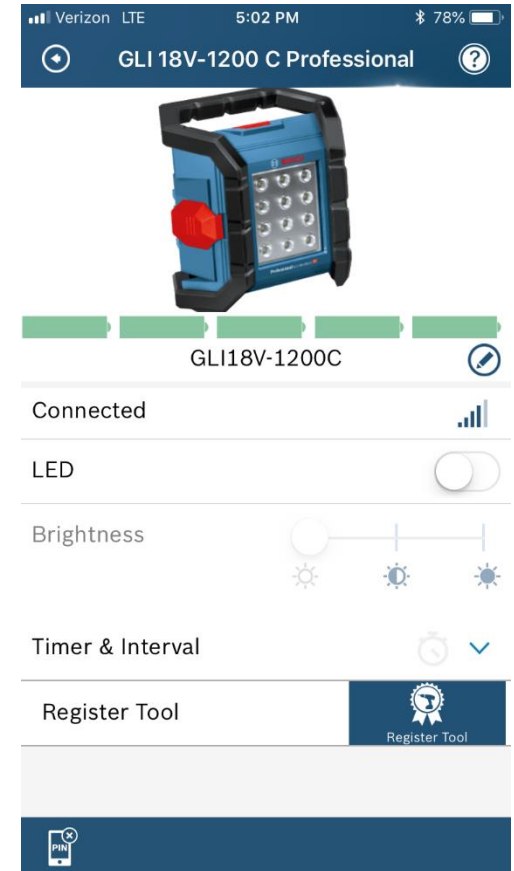 Verizon LTE 5:02 PM 78%
GLI 18V-1200 C Professional ?
BOSCH
GLI18V-1200C
Connected
LED
Brightness
Timer & Interval
Register Tool
Register Tool
PIN